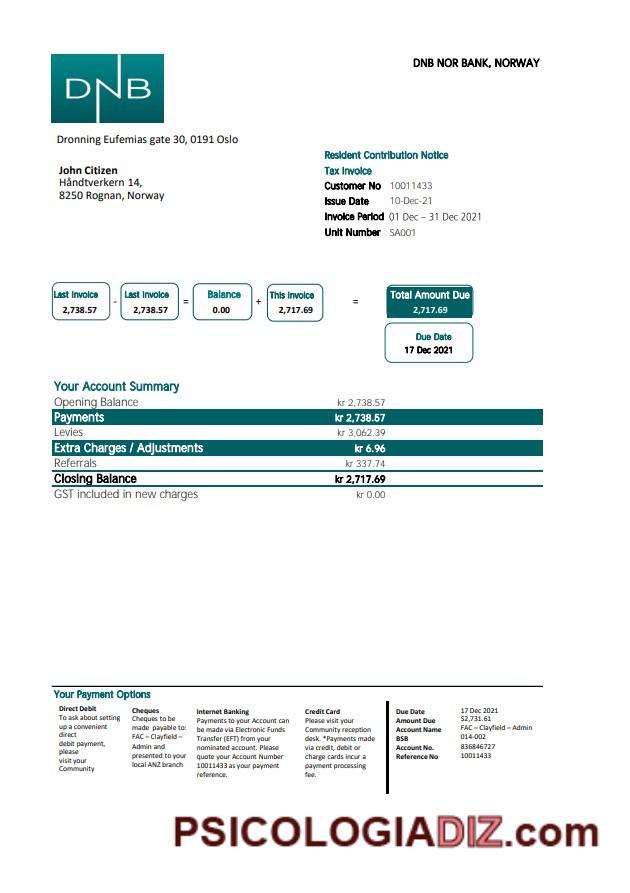 DNB NOR BANK, NORWAY
DNB
Dronning Eufemias gate 30, 0191 Oslo
John Citizen
Håndtverkern 14,
8250 Rognan, Norway
Resident Contribution Notice
Tax Invoice
Customer No 10011433
Issue Date 10-Dec-21
Invoice Period 01 Dec – 31 Dec 2021
Unit Number SA001
Last Invoice - Last Invoice = Balance + This Invoice = Total Amount Due
2,738.57 2,738.57 0.00 2,717.69 2,717.69
Due Date
17 Dec 2021
Your Account Summary
Opening Balance kr 2,738.57
Payments kr 2,738.57
Levies kr 3,062.39
Extra Charges / Adjustments kr 6.96
Referrals kr 337.74
Closing Balance kr 2,717.69
GST included in new charges kr 0.00
Your Payment Options
Direct Debit
To ask about setting
up a convenient
direct
debit payment,
please
visit your
Community
Cheques
Cheques to be
made payable to:
FAC – Clayfield –
Admin and
presented to your
local ANZ branch
Internet Banking
Payments to your Account can
be made via Electronic Funds
Transfer (EFT) from your
nominated account. Please
quote your Account Number
10011433 as your payment
reference.
Credit Card
Please visit your
Community reception
desk. *Payments made
via credit, debit or
charge cards incur a
payment processing
fee.
Due Date 17 Dec 2021
Amount Due $2,731.61
Account Name FAC – Clayfield – Admin
BSB 014-002
Account No. 836846727
Reference No 10011433
PSICOLOGIADIZ.com